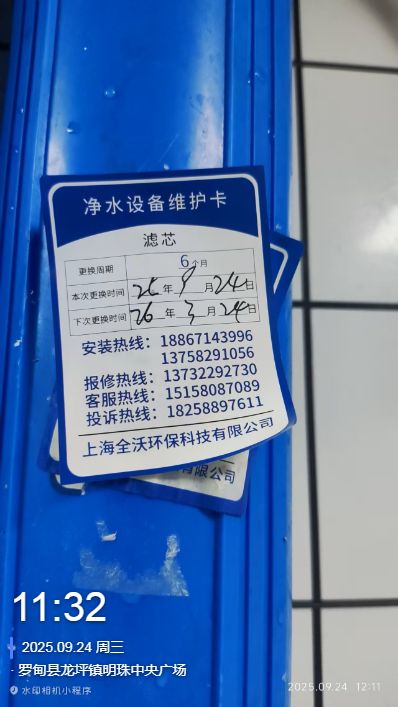 净水设备维护卡
滤芯
更换周期 6个月
本次更换时间 25年9月24日
下次更换时间 26年3月24日
安装热线：18867143996
13758291056
报修热线：13732292730
客服热线：15158087089
投诉热线：18258897611
上海全沃环保科技有限公司
有限公司
11:32
2025.09.24 周三
罗甸县龙坪镇明珠中央广场
水印相机小程序
2025.09.24 12:11